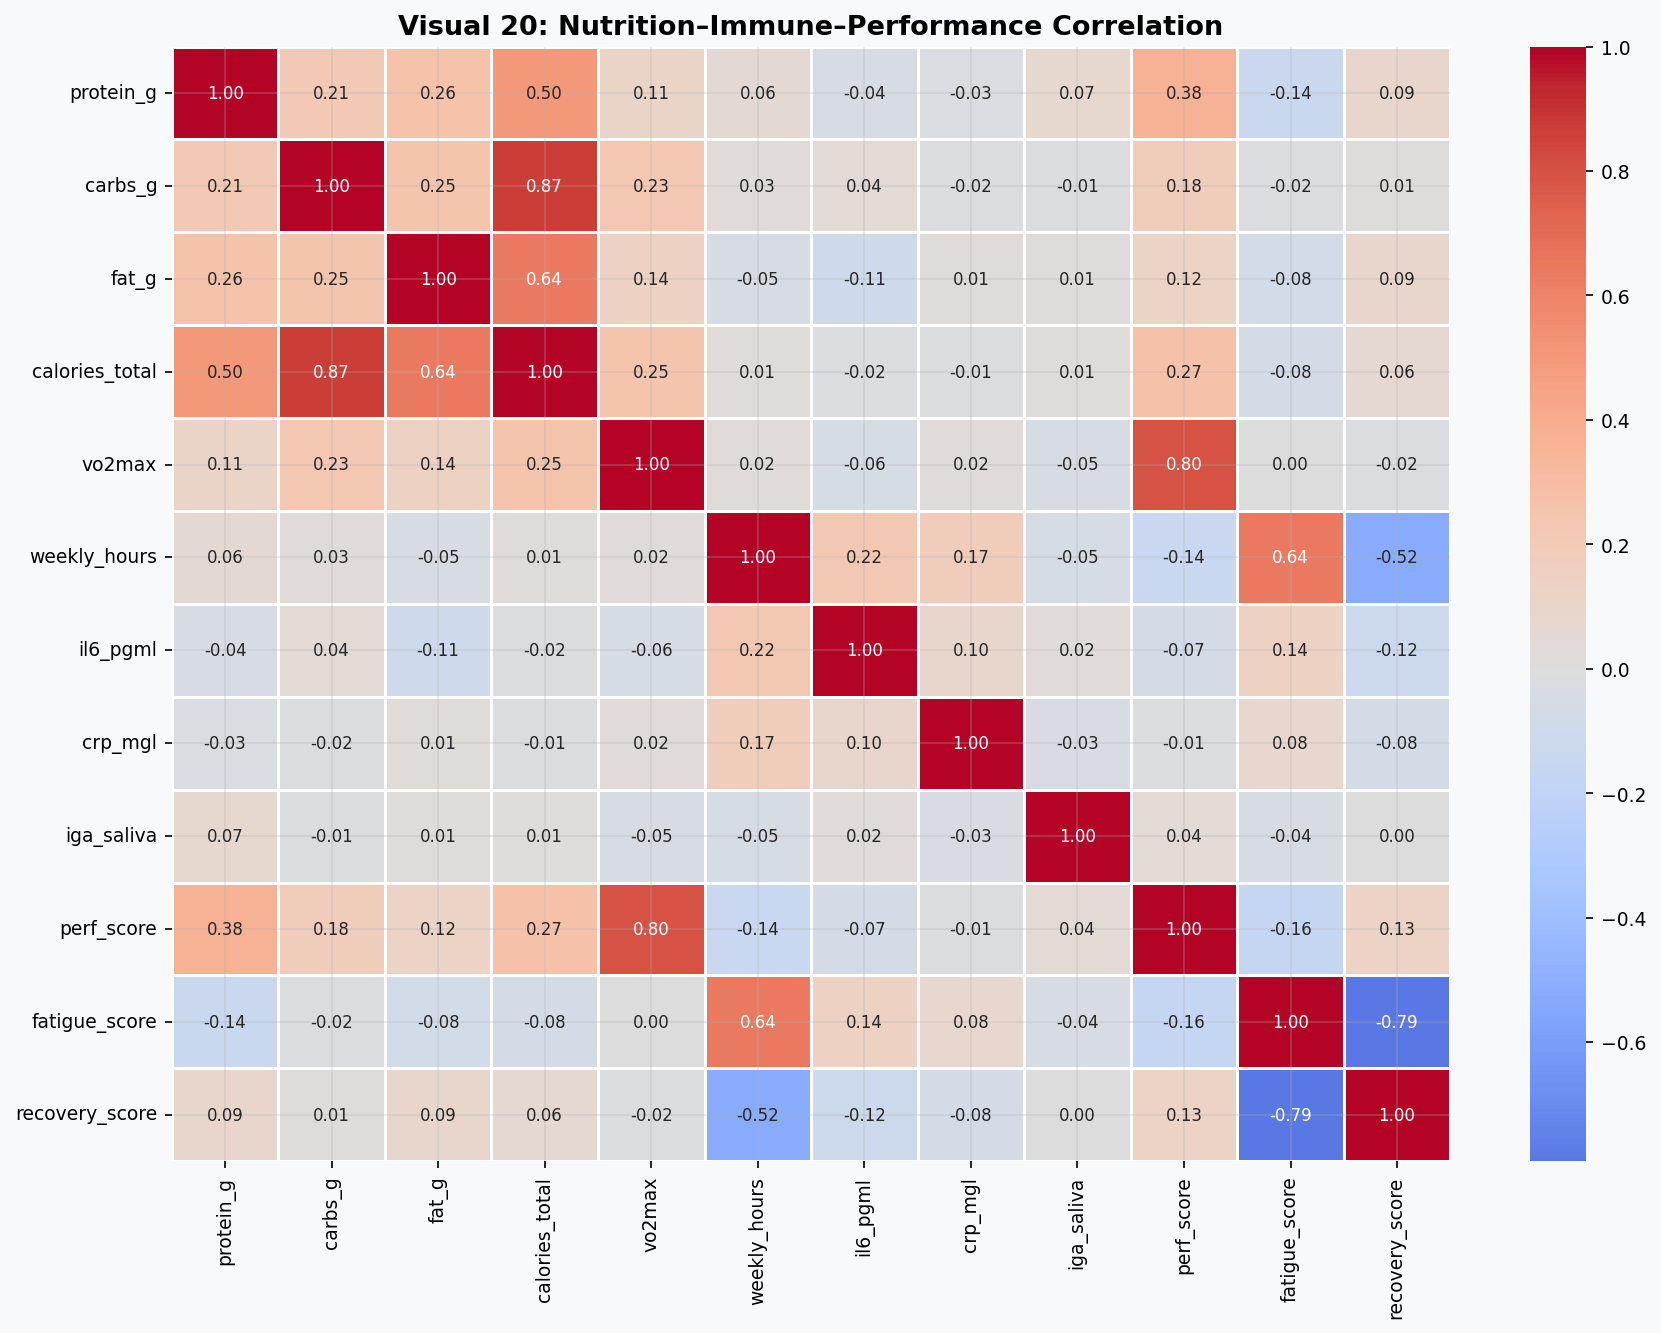 Visual 20: Nutrition–Immune–Performance Correlation
protein_g 1.00 0.21 0.26 0.50 0.11 0.06 -0.04 -0.03 0.07 0.38 -0.14 0.09
carbs_g 0.21 1.00 0.25 0.87 0.23 0.03 0.04 -0.02 -0.01 0.18 -0.02 0.01
fat_g 0.26 0.25 1.00 0.64 0.14 -0.05 -0.11 0.01 0.01 0.12 -0.08 0.09
calories_total 0.50 0.87 0.64 1.00 0.25 0.01 -0.02 -0.01 0.01 0.27 -0.08 0.06
vo2max 0.11 0.23 0.14 0.25 1.00 0.02 -0.06 0.02 -0.05 0.80 0.00 -0.02
weekly_hours 0.06 0.03 -0.05 0.01 0.02 1.00 0.22 0.17 -0.05 -0.14 0.64 -0.52
il6_pgml -0.04 0.04 -0.11 -0.02 -0.06 0.22 1.00 0.10 0.02 -0.07 0.14 -0.12
crp_mgl -0.03 -0.02 0.01 -0.01 0.02 0.17 0.10 1.00 -0.03 -0.01 0.08 -0.08
iga_saliva 0.07 -0.01 0.01 0.01 -0.05 -0.05 0.02 -0.03 1.00 0.04 -0.04 0.00
perf_score 0.38 0.18 0.12 0.27 0.80 -0.14 -0.07 -0.01 0.04 1.00 -0.16 0.13
fatigue_score -0.14 -0.02 -0.08 -0.08 0.00 0.64 0.14 0.08 -0.04 -0.16 1.00 -0.79
recovery_score 0.09 0.01 0.09 0.06 -0.02 -0.52 -0.12 -0.08 0.00 0.13 -0.79 1.00
protein_g carbs_g fat_g calories_total vo2max weekly_hours il6_pgml crp_mgl iga_saliva perf_score fatigue_score recovery_score
1.0
0.8
0.6
0.4
0.2
0.0
−0.2
−0.4
−0.6